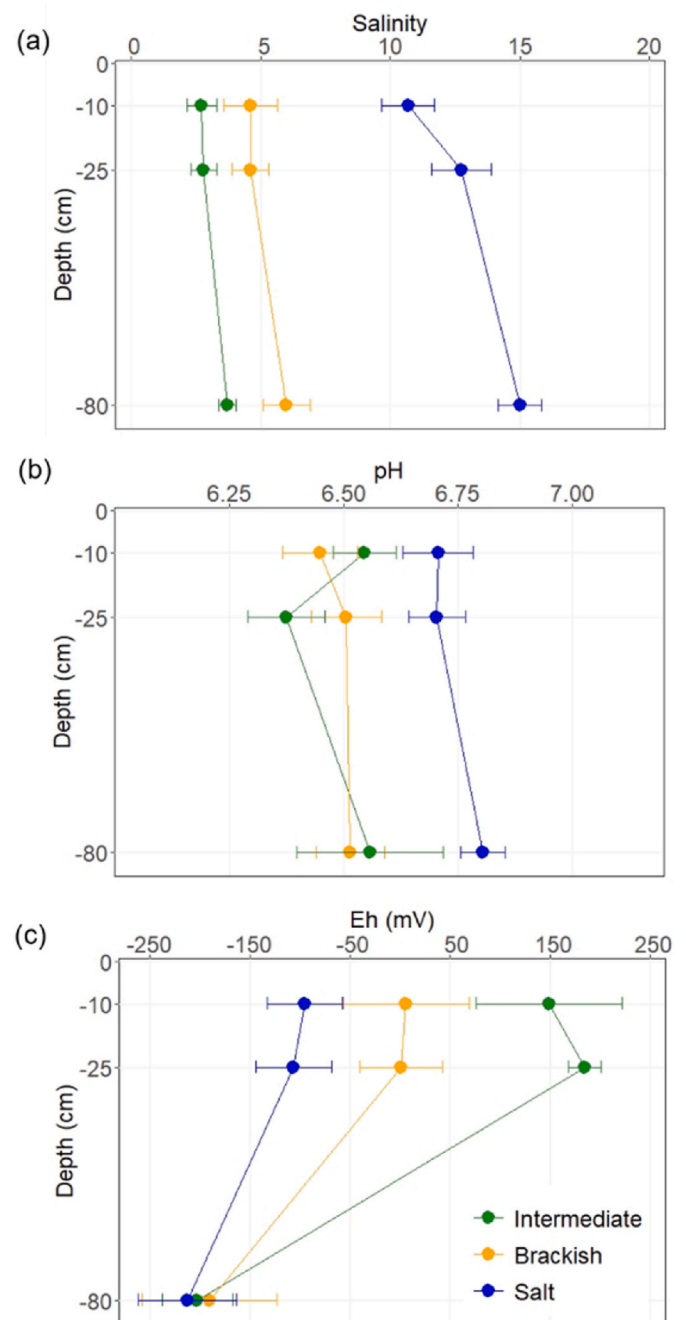 (a)
Salinity
0 5 10 15 20
0
-10
-25
-80
Depth (cm)
(b)
pH
6.25 6.50 6.75 7.00
0
-10
-25
-80
Depth (cm)
(c)
Eh (mV)
-250 -150 -50 50 150 250
0
-10
-25
-80
Depth (cm)
Intermediate
Brackish
Salt